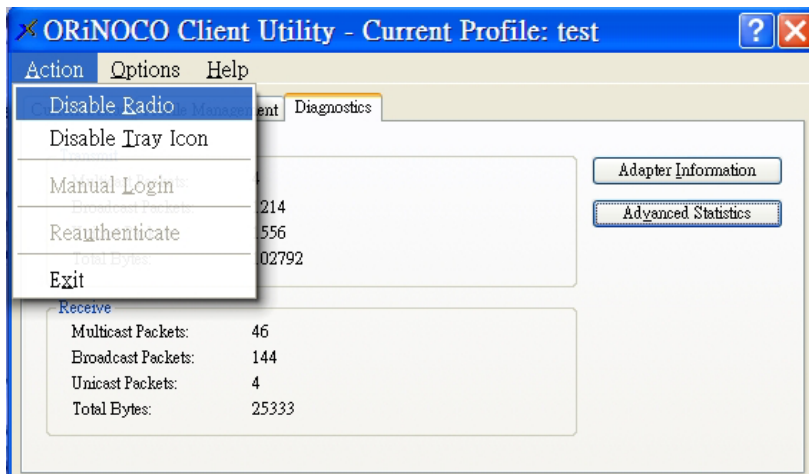 ORiNOCO Client Utility - Current Profile: test
Action Options Help
Disable Radio
Disable Tray Icon
Manual Login
Reauthenticate
Exit
Diagnostics
Adapter Information
Advanced Statistics
214
556
02792
Total Bytes:
Receive
Multicast Packets: 46
Broadcast Packets: 144
Unicast Packets: 4
Total Bytes: 25333